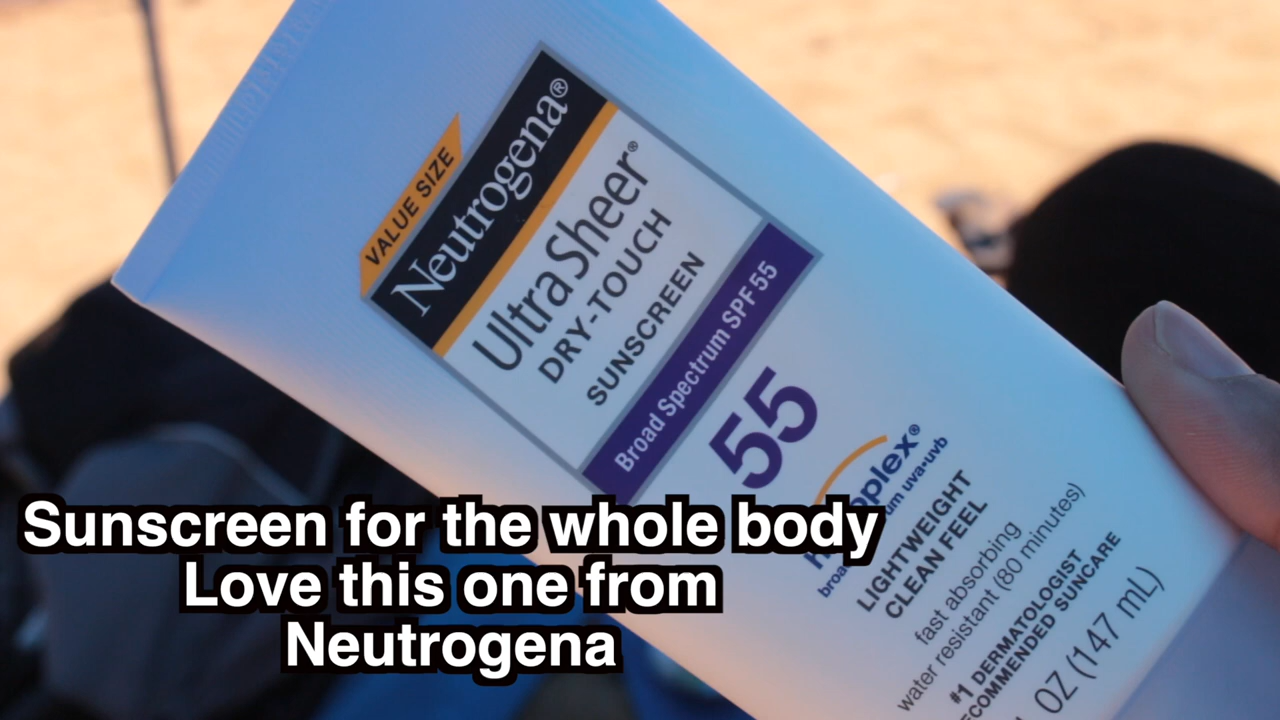 VALUE SIZE
Neutrogena®
Ultra Sheer®
DRY-TOUCH
SUNSCREEN
Broad Spectrum SPF 55
55
LIGHTWEIGHT
CLEAN FEEL
fast absorbing
water resistant (80 minutes)
#1 DERMATOLOGIST
SUNCARE
OZ (147 mL)
Sunscreen for the whole body
Love this one from
Neutrogena